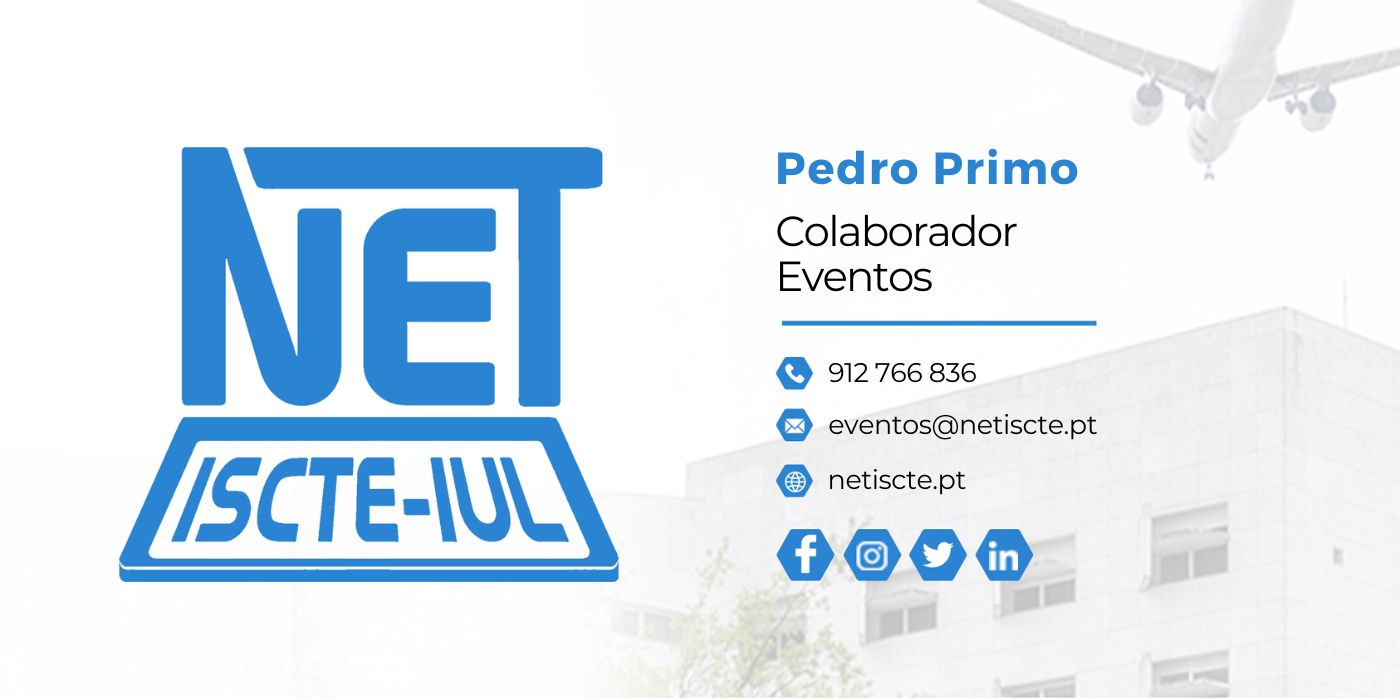 NET
ISCTE-IUL
Pedro Primo
Colaborador
Eventos
912 766 836
eventos@netiscte.pt
netiscte.pt